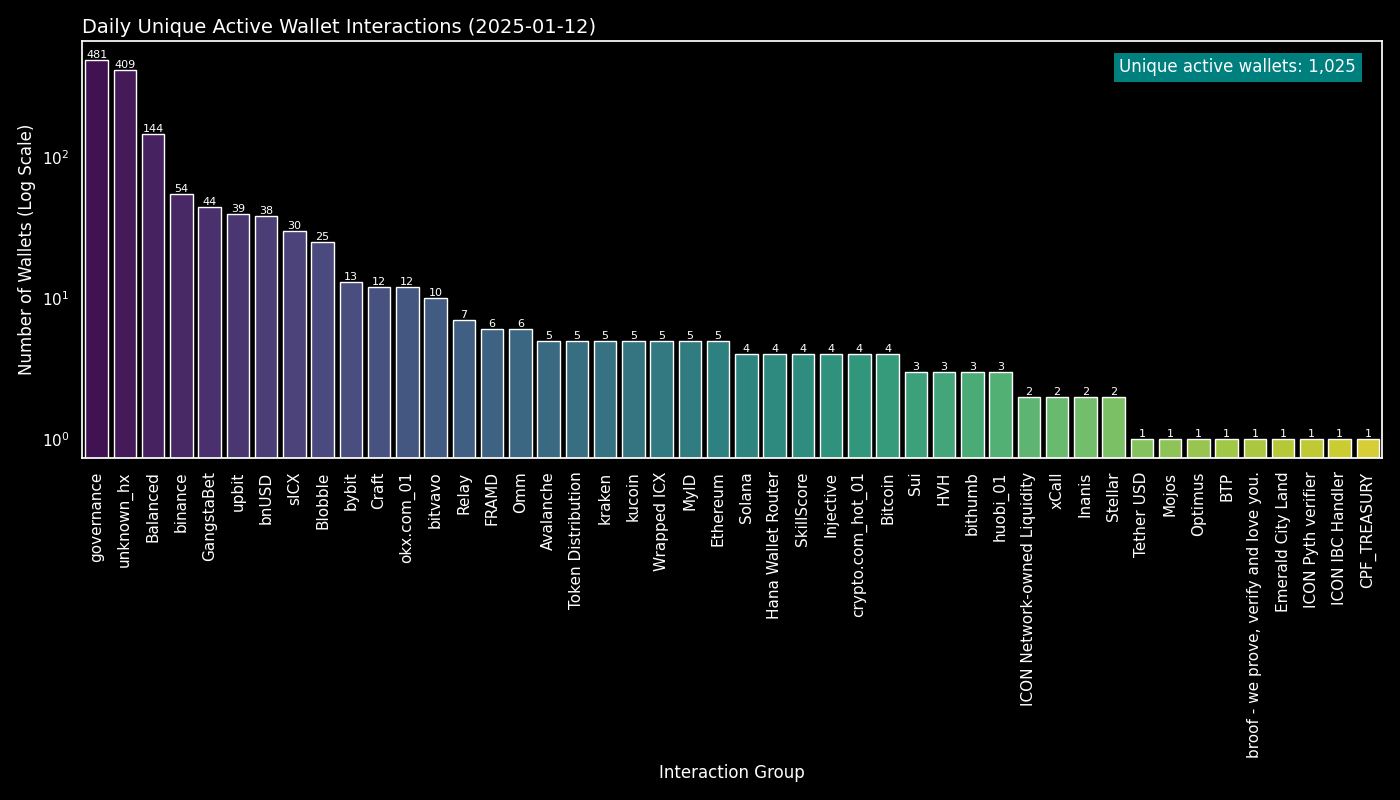 Daily Unique Active Wallet Interactions (2025-01-12)
Unique active wallets: 1,025
Number of Wallets (Log Scale)
10²
10¹
10⁰
481
409
144
54
44
39
38
30
25
13
12
12
10
7
6
6
5
5
5
5
5
5
5
4
4
4
4
4
4
3
3
3
3
2
2
2
2
1
1
1
1
1
1
1
1
1
governance
unknown_hx
Balanced
binance
GangstaBet
upbit
bnUSD
sICX
Blobble
bybit
Craft
okx.com_01
bitvavo
Relay
FRAMD
Omm
Avalanche
Token Distribution
kraken
kucoin
Wrapped ICX
MyID
Ethereum
Solana
Hana Wallet Router
SkillScore
Injective
crypto.com_hot_01
Bitcoin
Sui
HVH
bithumb
huobi_01
ICON Network-owned Liquidity
xCall
Inanis
Stellar
Tether USD
Mojos
Optimus
BTP
broof - we prove, verify and love you.
Emerald City Land
ICON Pyth verifier
ICON IBC Handler
CPF_TREASURY
Interaction Group